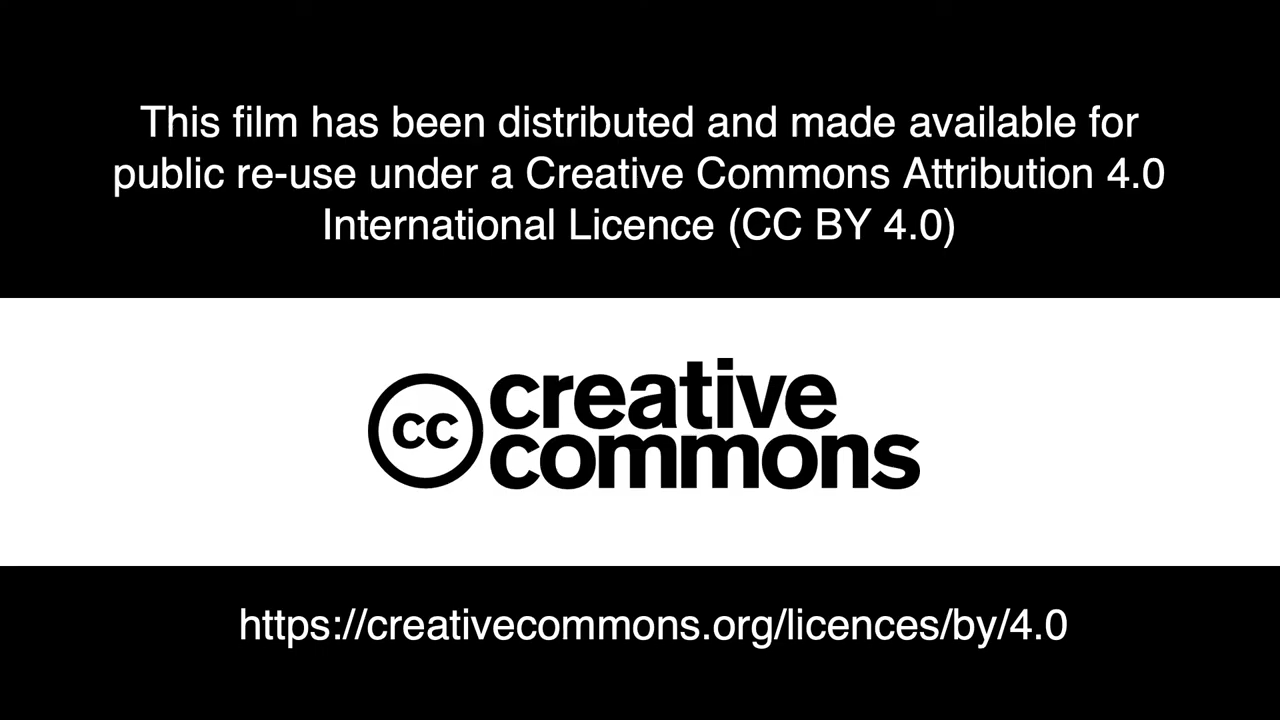 This film has been distributed and made available for
public re-use under a Creative Commons Attribution 4.0
International Licence (CC BY 4.0)
cc
creative
commons
https://creativecommons.org/licences/by/4.0